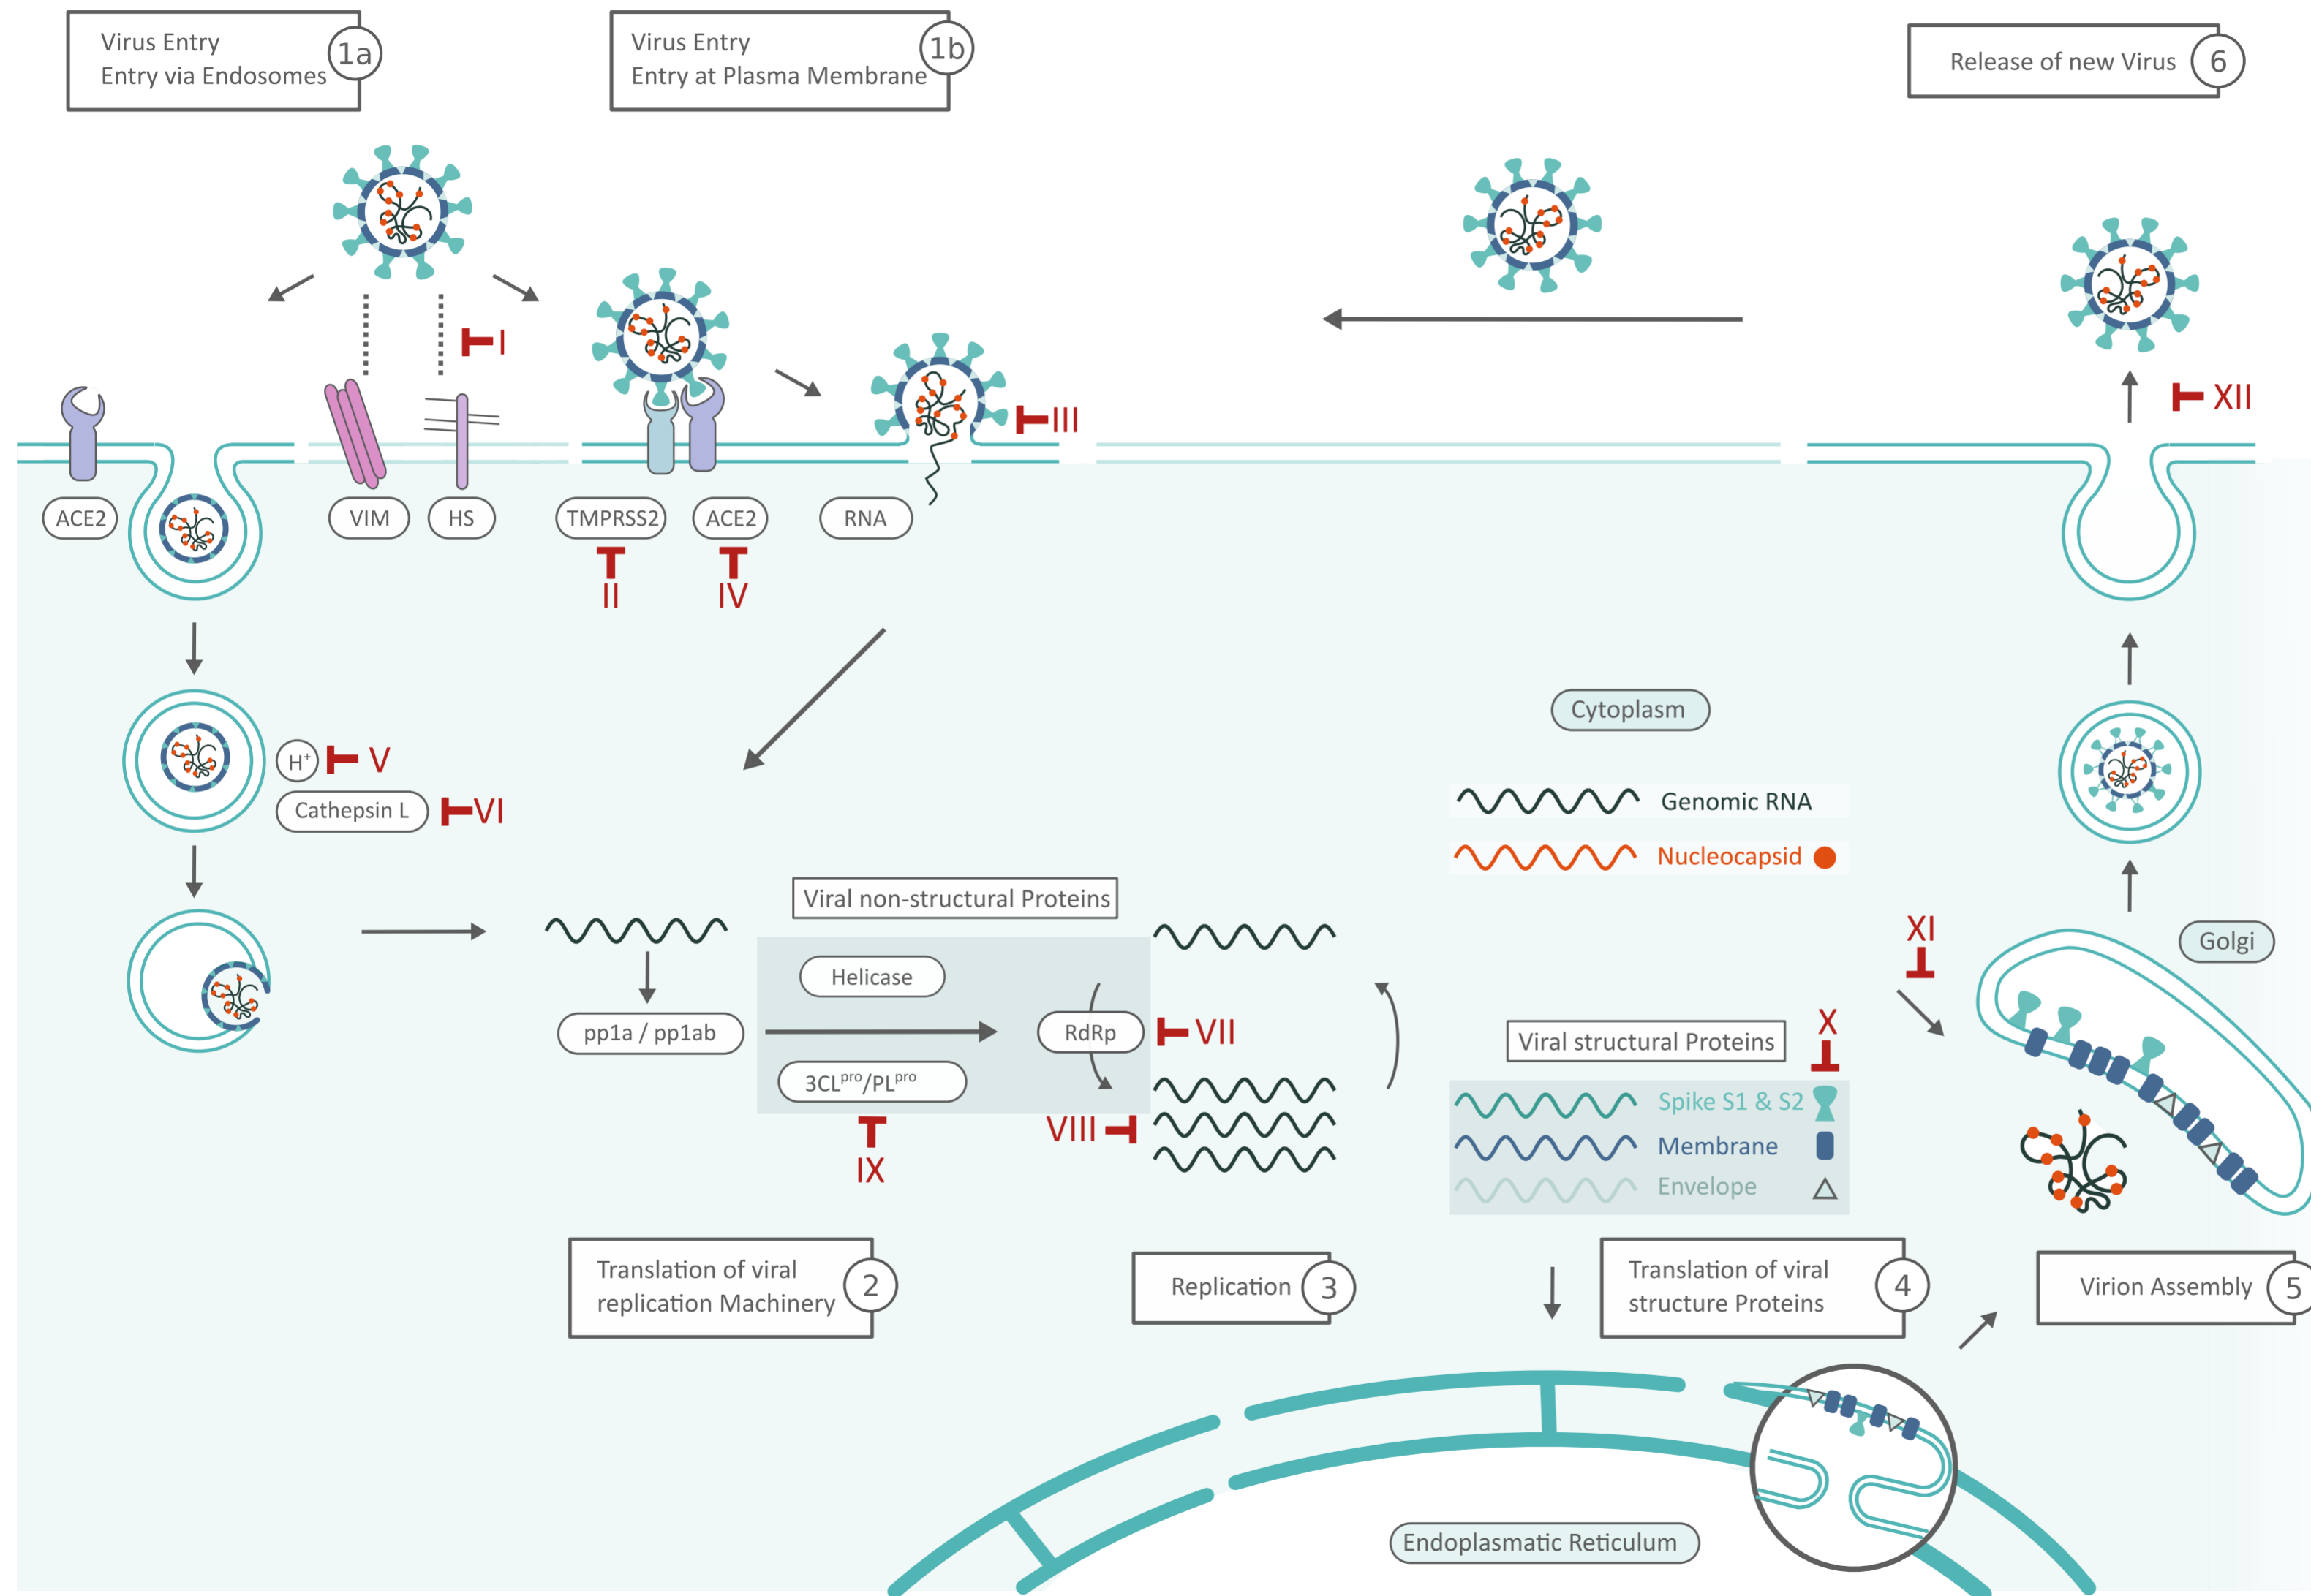 Virus Entry
Entry via Endosomes
1a
Virus Entry
Entry at Plasma Membrane
1b
Release of new Virus
6
I
III
XII
ACE2
VIM
HS
TMPRSS2
ACE2
RNA
II
IV
H⁺
V
Cathepsin L
VI
Cytoplasm
Genomic RNA
Nucleocapsid
Viral non-structural Proteins
Helicase
pp1a / pp1ab
RdRp
VII
3CLᵖʳᵒ/PLᵖʳᵒ
VIII
IX
XI
Golgi
X
Viral structural Proteins
Spike S1 & S2
Membrane
Envelope
Translation of viral
replication Machinery
2
Replication
3
Translation of viral
structure Proteins
4
Virion Assembly
5
Endoplasmatic Reticulum